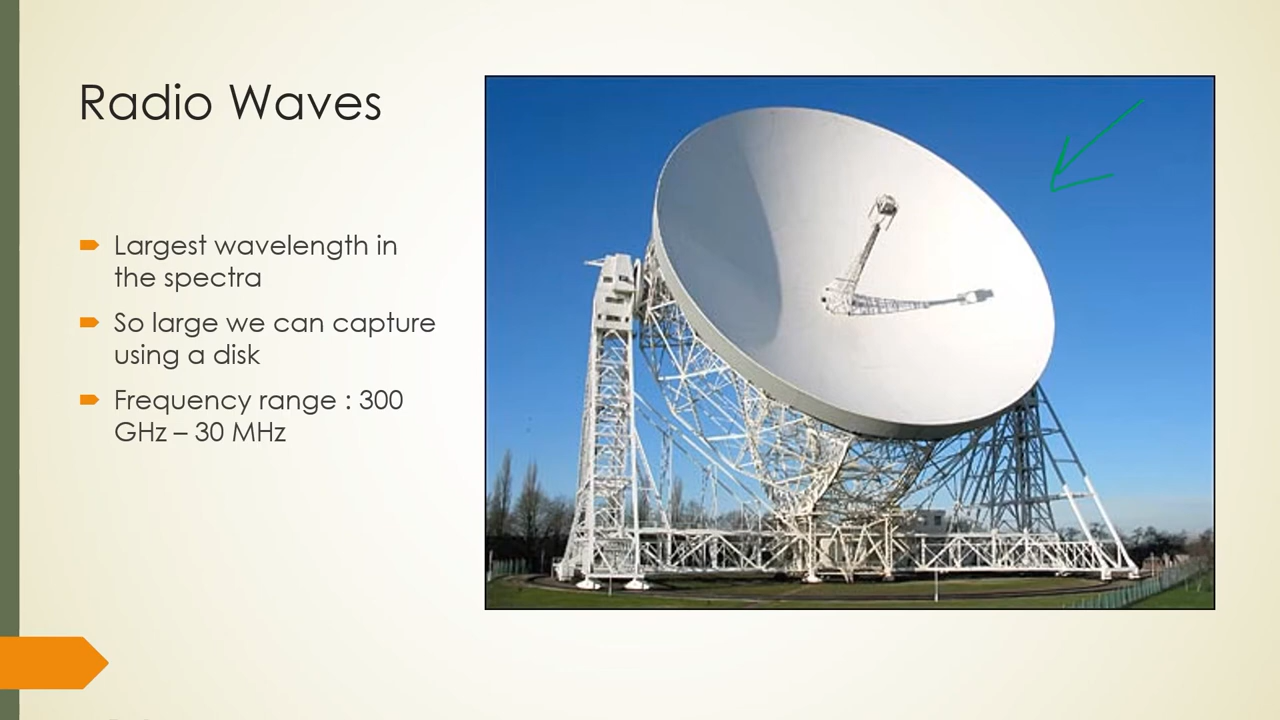 Radio Waves
Largest wavelength in
the spectra
So large we can capture
using a disk
Frequency range : 300
GHz – 30 MHz